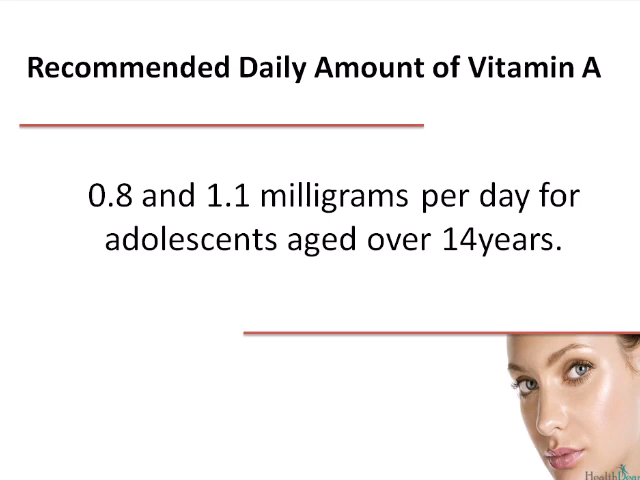 Recommended Daily Amount of Vitamin A
0.8 and 1.1 milligrams per day for
adolescents aged over 14years.